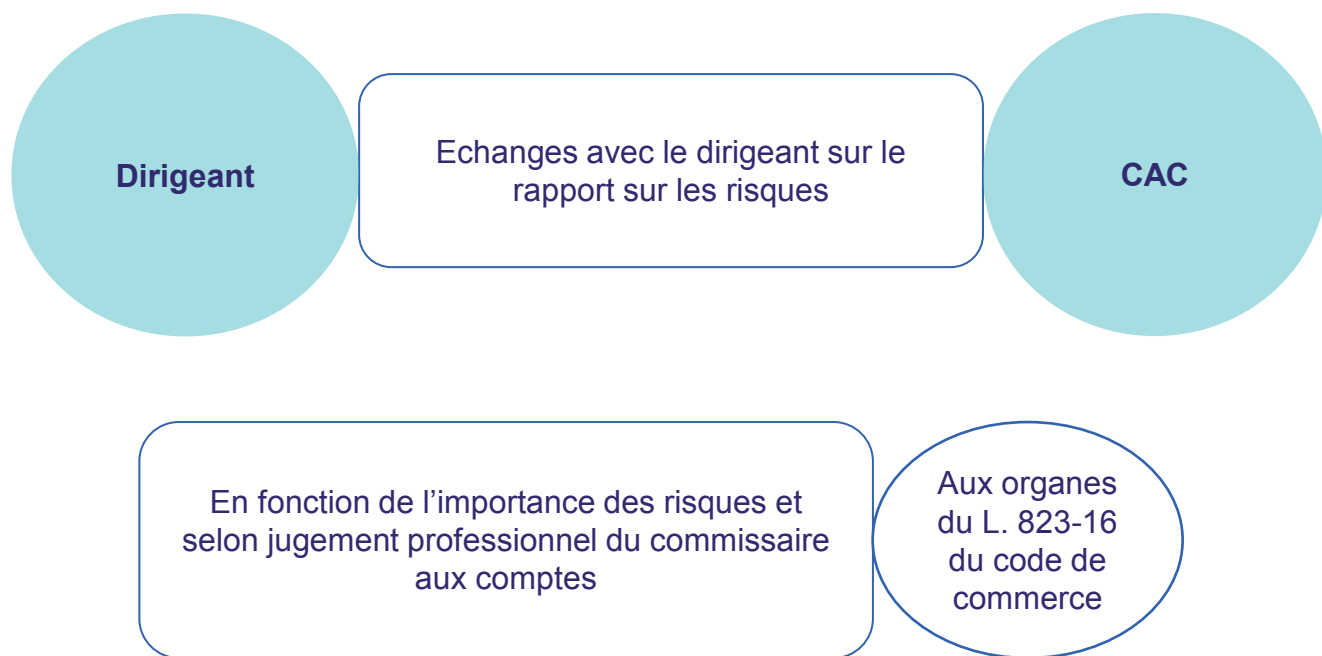 Dirigeant
Echanges avec le dirigeant sur le
rapport sur les risques
CAC
En fonction de l’importance des risques et
selon jugement professionnel du commissaire
aux comptes
Aux organes
du L. 823-16
du code de
commerce